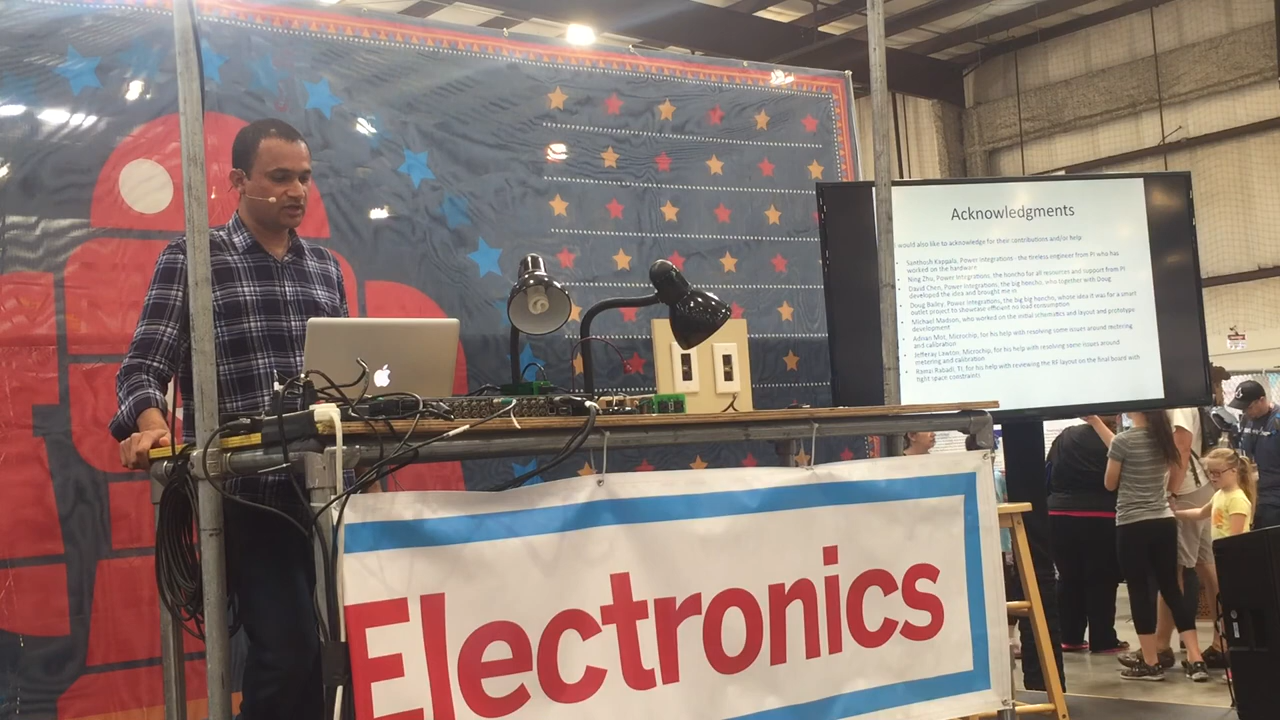 Acknowledgments
would also like to acknowledge for their contributions and/or help
• Santhosh Kappala, Power Integrations - the tireless engineer from PI who has
worked on the hardware
• Ning Zhu, Power Integrations, the honcho for all resources and support from PI
• David Chen, Power Integrations, the big honcho, who together with Doug
developed the idea and brought me in
• Doug Bailey, Power Integrations, the big big honcho, whose idea it was for a smart
outlet project to showcase efficient no load consumption
• Michael Madson, who worked on the initial schematics and layout and prototype
development
• Adrian Mot, Microchip, for his help with resolving some issues around metering
and calibration
• Jefferay Lawton, Microchip, for his help with resolving some issues around
metering and calibration
• Ramzi Rabadi, TI, for his help with reviewing the RF layout on the final board with
tight space constraints
Electronics